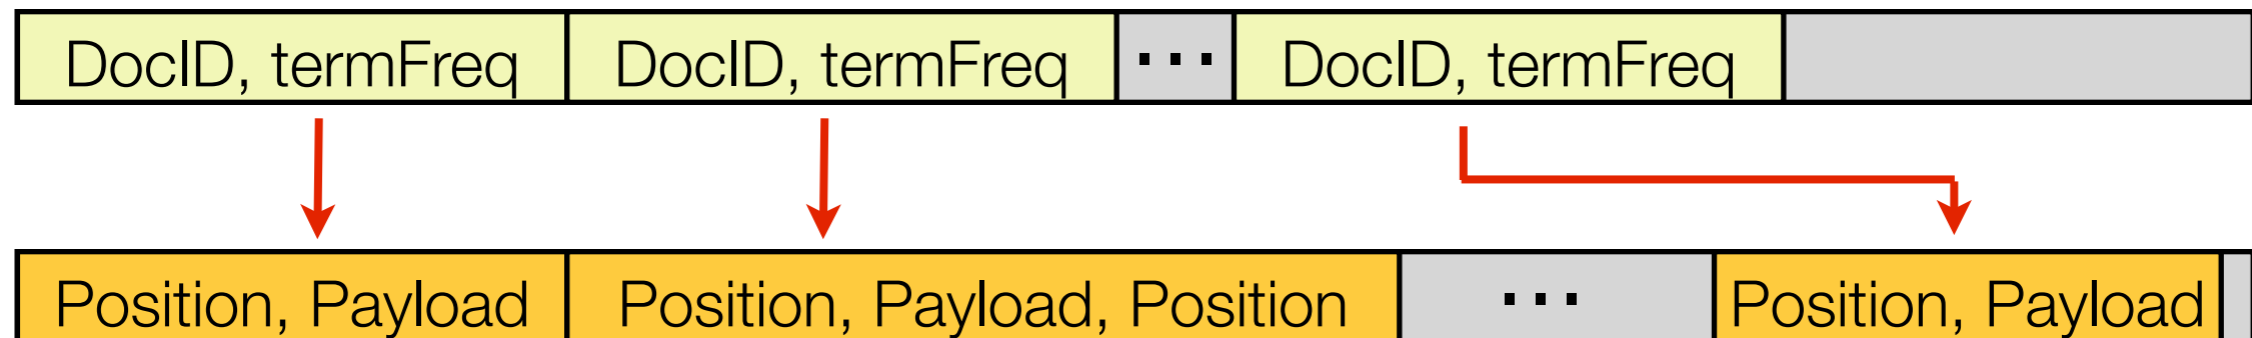 DocID, termFreq DocID, termFreq ... DocID, termFreq
Position, Payload Position, Payload, Position ... Position, Payload